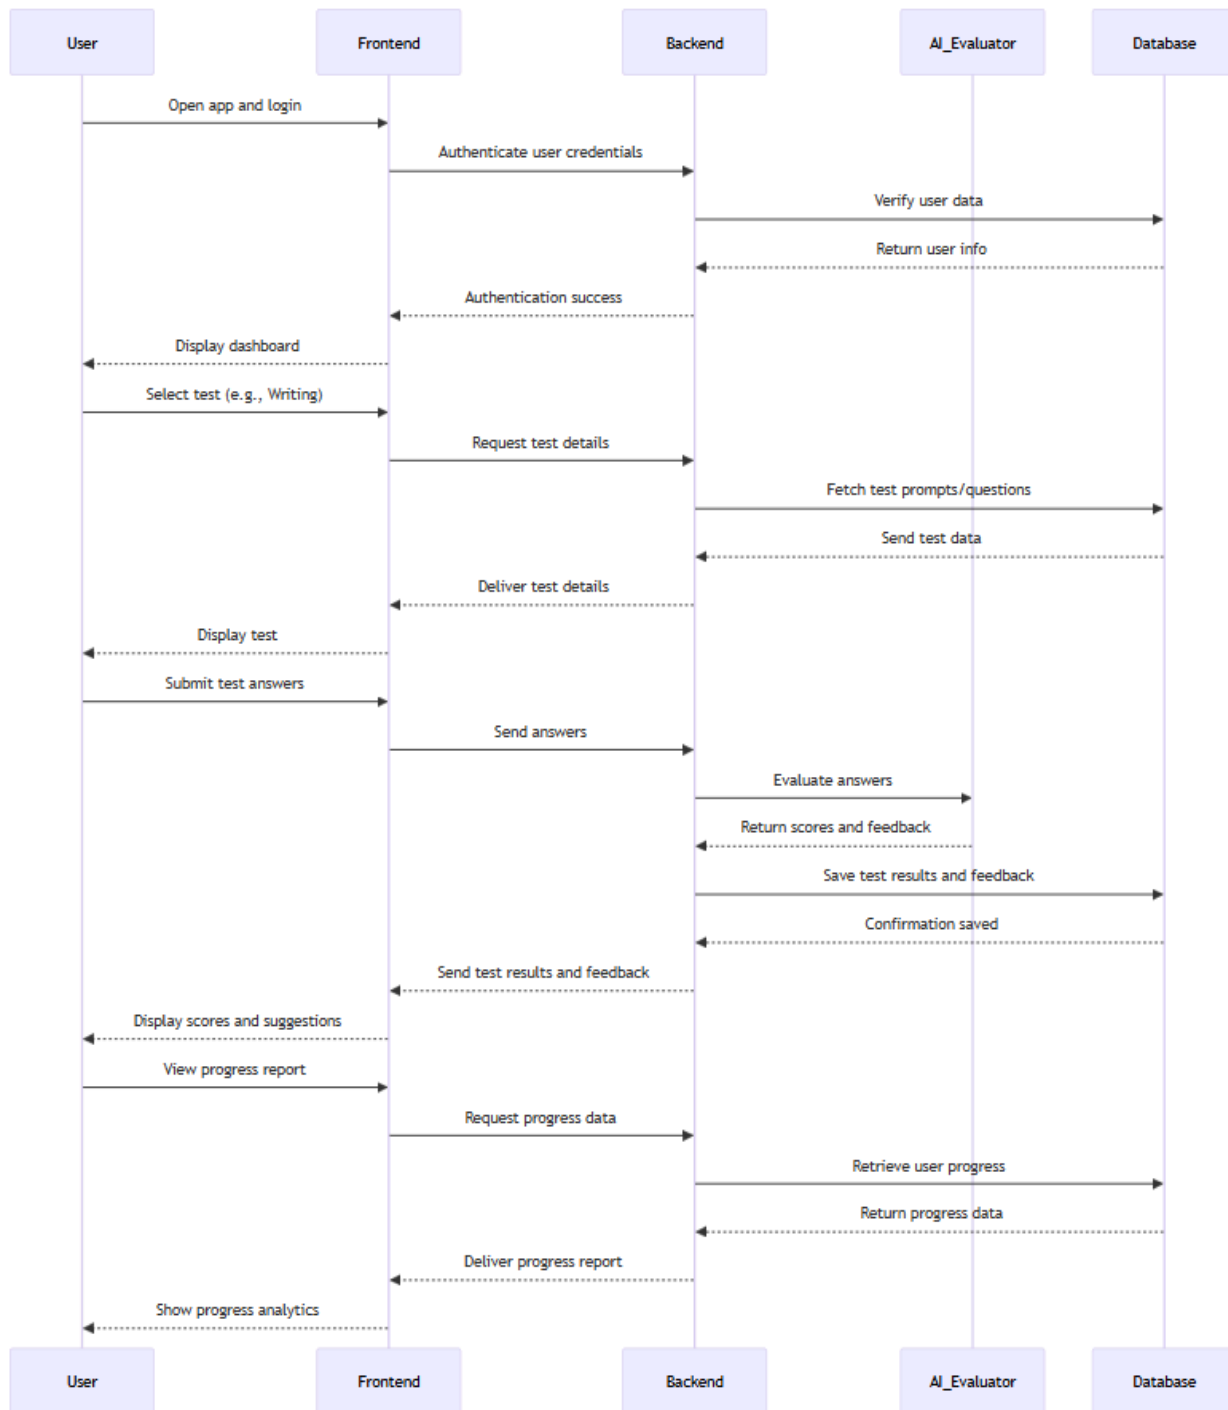 User
Frontend
Backend
AI_Evaluator
Database
Open app and login
Authenticate user credentials
Verify user data
Return user info
Authentication success
Display dashboard
Select test (e.g., Writing)
Request test details
Fetch test prompts/questions
Send test data
Deliver test details
Display test
Submit test answers
Send answers
Evaluate answers
Return scores and feedback
Save test results and feedback
Confirmation saved
Send test results and feedback
Display scores and suggestions
View progress report
Request progress data
Retrieve user progress
Return progress data
Deliver progress report
Show progress analytics
User
Frontend
Backend
AI_Evaluator
Database